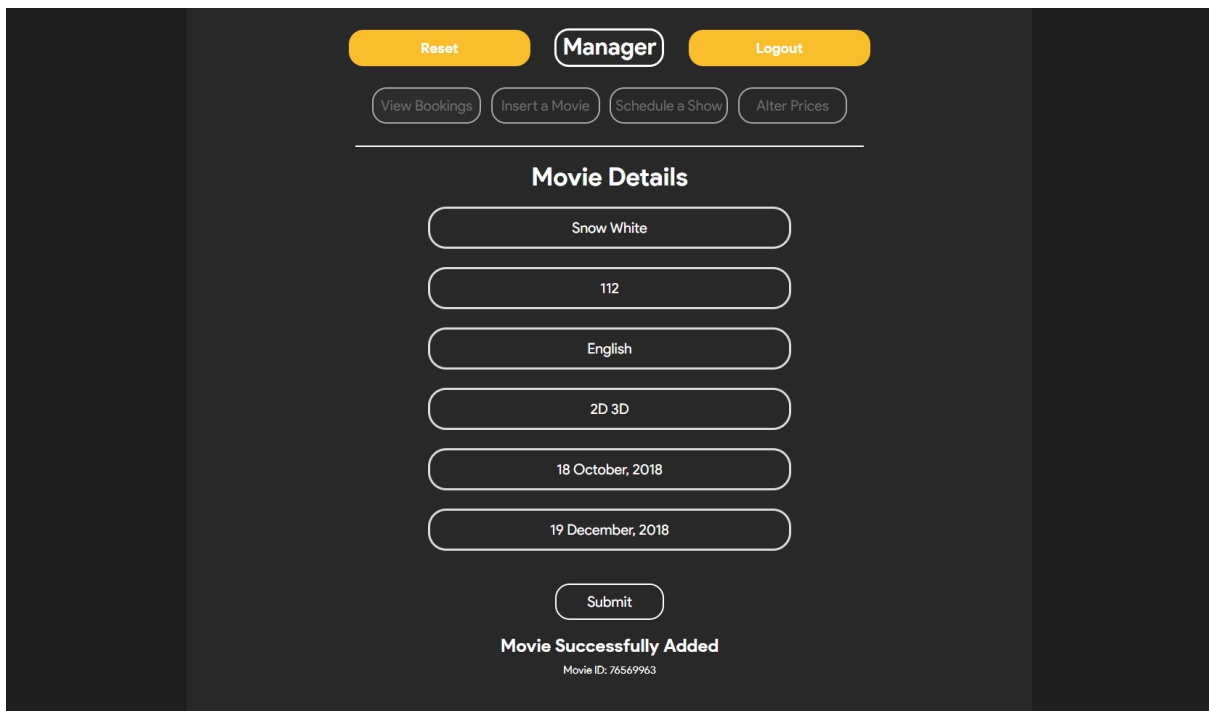 Reset Manager Logout
View Bookings Insert a Movie Schedule a Show Alter Prices
Movie Details
Snow White
112
English
2D 3D
18 October, 2018
19 December, 2018
Submit
Movie Successfully Added
Movie ID: 76569963